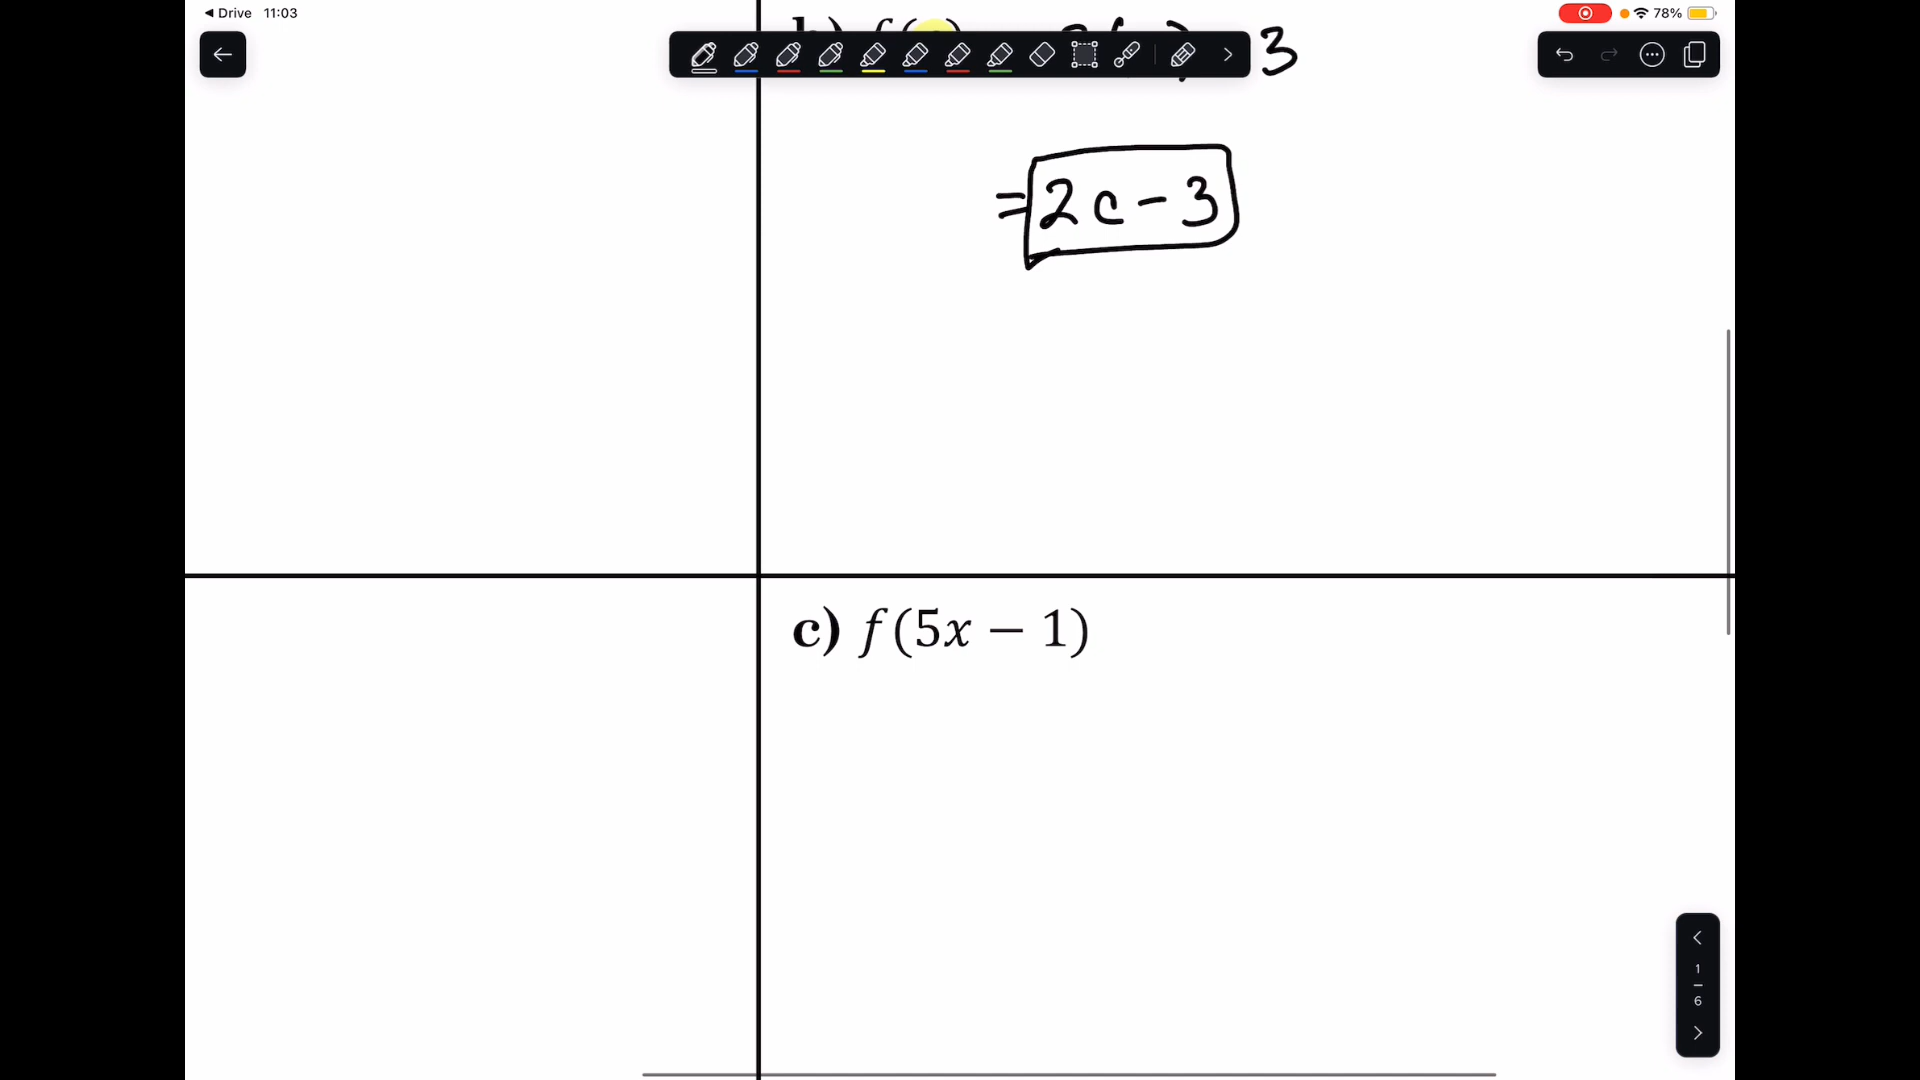 ◄ Drive 11:03
78%
3
= 2c - 3
c) f(5x − 1)
1
6